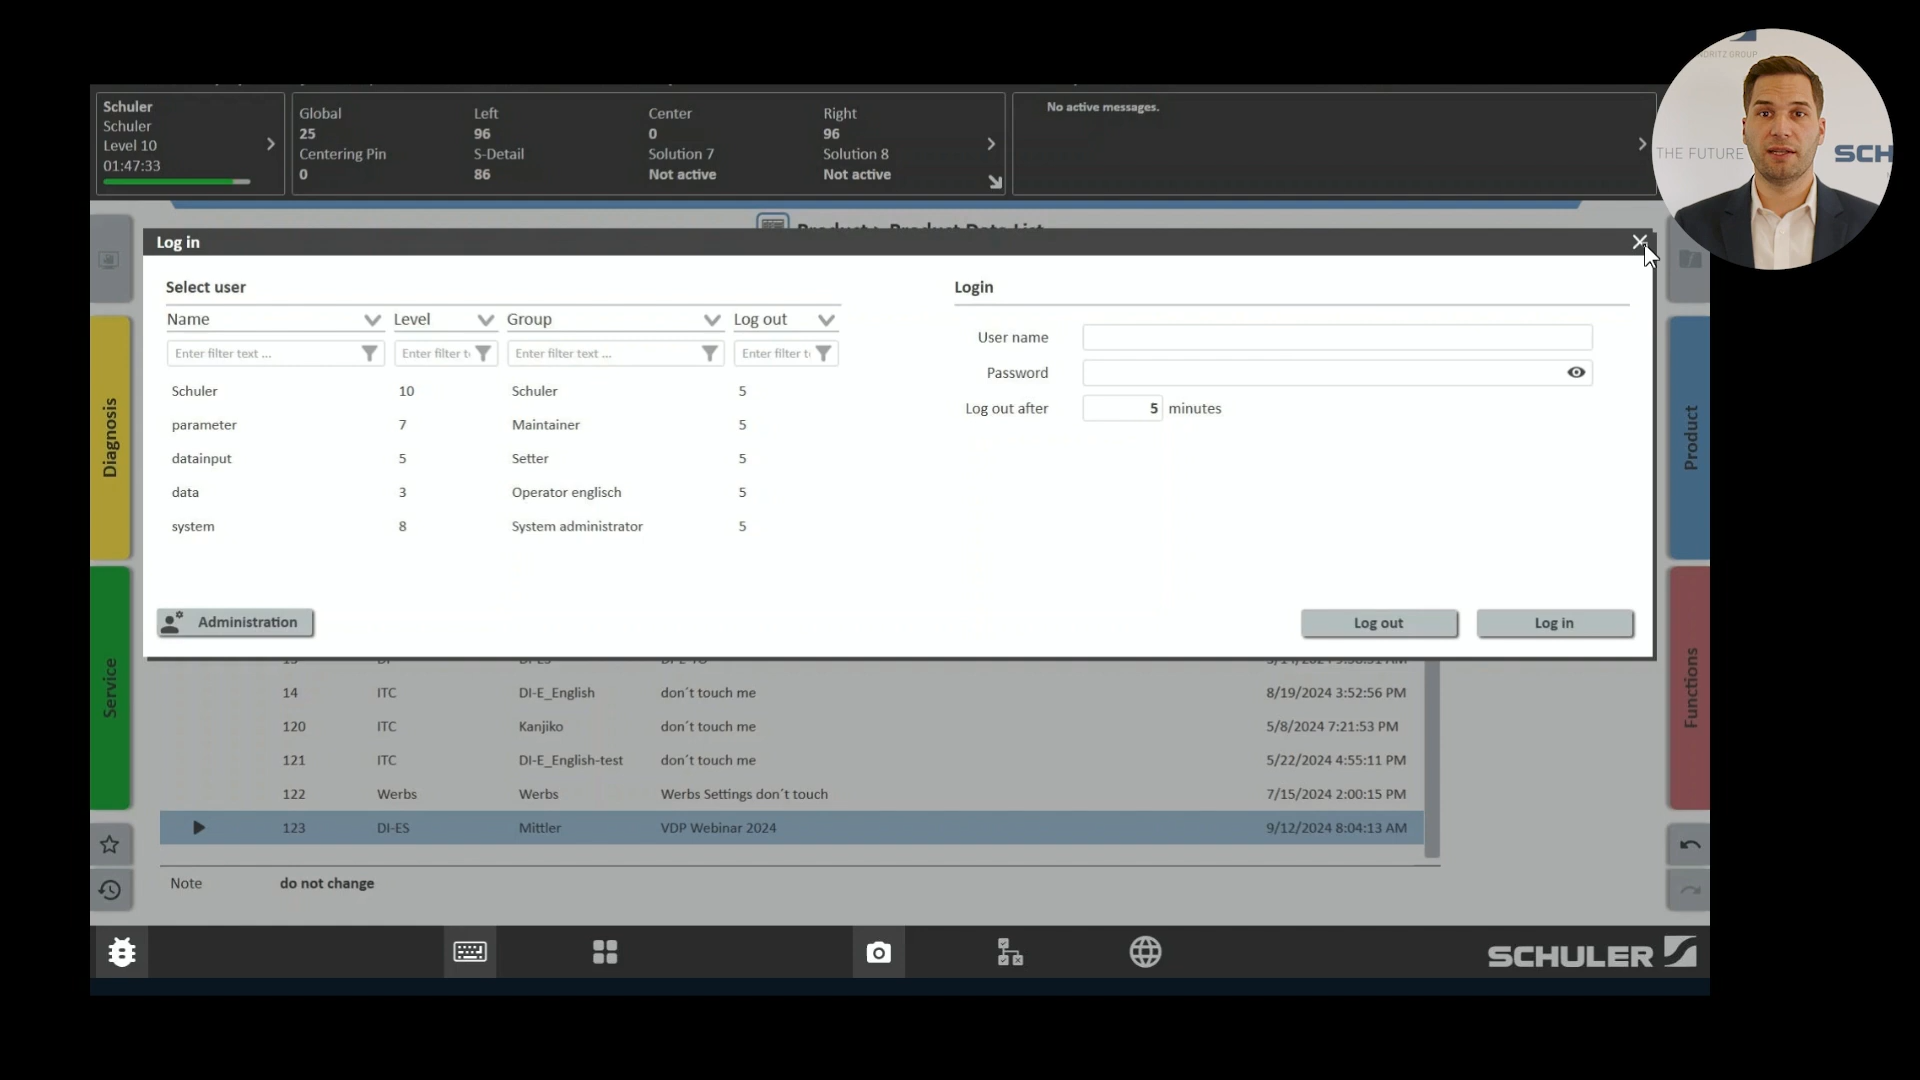 Schuler
Schuler
Level 10
01:47:33
Global Left Center Right
25 96 0 96
Centering Pin S-Detail Solution 7 Solution 8
0 86 Not active Not active
No active messages.
THE FUTURE SCH
Product > Product Data List
Log in
Select user
Login
Name Level Group Log out
Enter filter text ... Enter filter t Enter filter text ... Enter filter t
Schuler 10 Schuler 5
parameter 7 Maintainer 5
datainput 5 Setter 5
data 3 Operator englisch 5
system 8 System administrator 5
User name
Password
Log out after 5 minutes
Administration
Log out
Log in
Diagnosis
Service
Product
Functions
14 ITC DI-E_English don´t touch me 8/19/2024 3:52:56 PM
120 ITC Kanjiko don´t touch me 5/8/2024 7:21:53 PM
121 ITC DI-E_English-test don´t touch me 5/22/2024 4:55:11 PM
122 Werbs Werbs Werbs Settings don´t touch 7/15/2024 2:00:15 PM
123 DI-ES Mittler VDP Webinar 2024 9/12/2024 8:04:13 AM
Note do not change
SCHULER